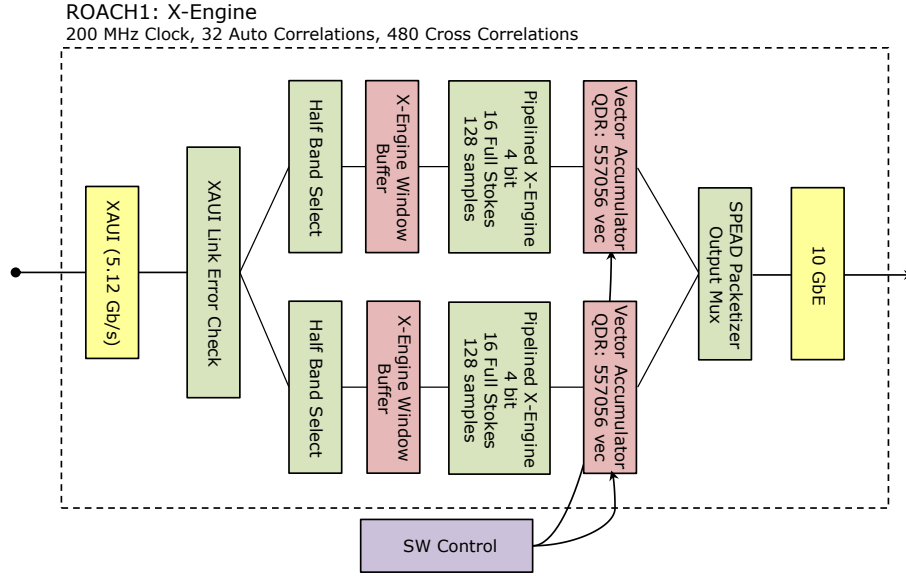 ROACH1: X-Engine
200 MHz Clock, 32 Auto Correlations, 480 Cross Correlations
XAUI (5.12 Gb/s)
XAUI Link Error Check
Half Band Select
X-Engine Window
Buffer
Pipelined X-Engine
4 bit
16 Full Stokes
128 samples
Vector Accumulator
QDR: 557056 vec
Half Band Select
X-Engine Window
Buffer
Pipelined X-Engine
4 bit
16 Full Stokes
128 samples
Vector Accumulator
QDR: 557056 vec
SPEAD Packetizer
Output Mux
10 GbE
SW Control